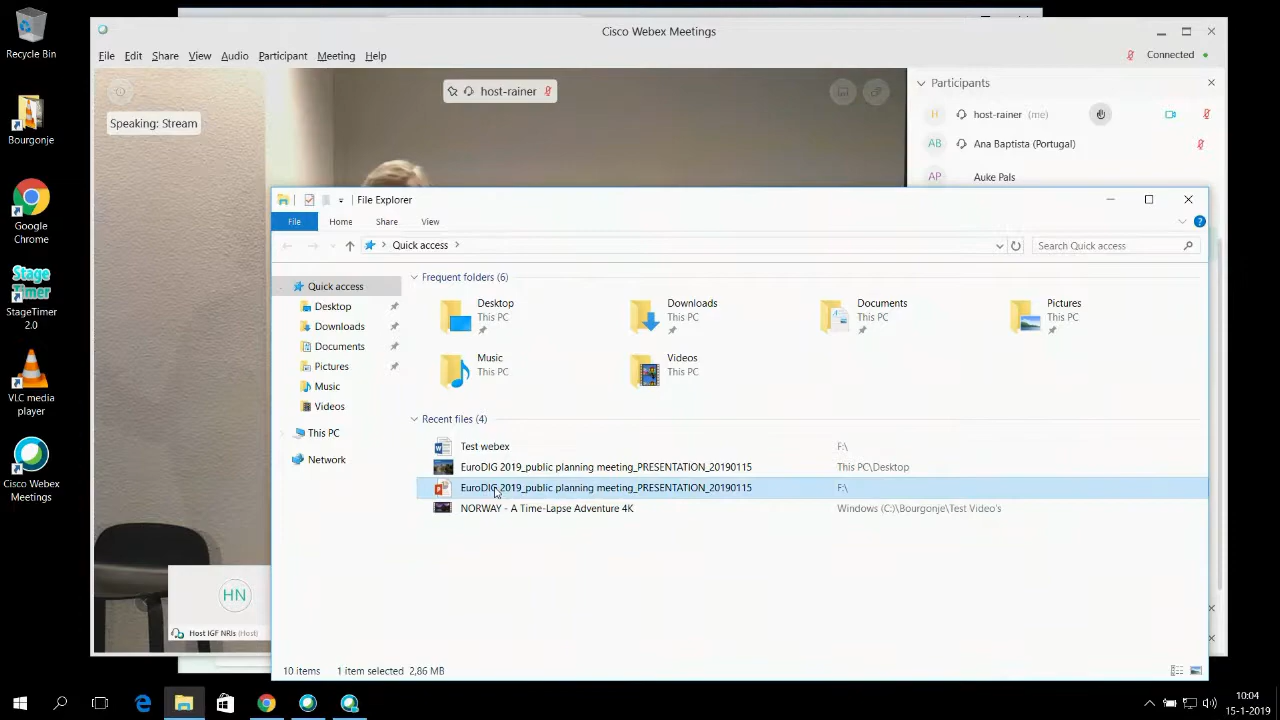 Recycle Bin
Bourgonje
Google
Chrome
Stage
Timer
StageTimer
2.0
VLC media
player
Cisco Webex
Meetings
Cisco Webex Meetings
File Edit Share View Audio Participant Meeting Help
Connected
host-rainer
Speaking: Stream
Participants
H host-rainer (me)
AB Ana Baptista (Portugal)
AP Auke Pals
File Explorer
File Home Share View
Quick access
Search Quick access
Quick access
Desktop
Downloads
Documents
Pictures
Music
Videos
This PC
Network
Frequent folders (6)
Desktop
This PC
Downloads
This PC
Documents
This PC
Pictures
This PC
Music
This PC
Videos
This PC
Recent files (4)
Test webex F:\
EuroDIG 2019_public planning meeting_PRESENTATION_20190115 This PC\Desktop
EuroDIG 2019_public planning meeting_PRESENTATION_20190115 F:\
NORWAY - A Time-Lapse Adventure 4K Windows (C:)\Bourgonje\Test Video's
HN
Host IGF NRIs (Host)
10 items 1 item selected 2,86 MB
10:04
15-1-2019